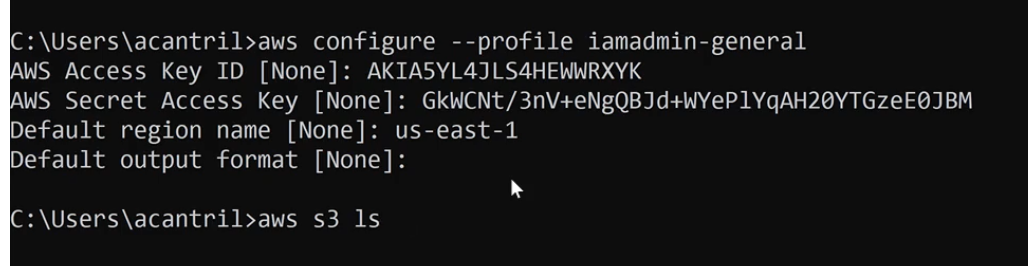 C:\Users\acantril>aws configure --profile iamadmin-general
AWS Access Key ID [None]: AKIA5YL4JLS4HEWWRXYK
AWS Secret Access Key [None]: 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
Default region name [None]: us-east-1
Default output format [None]:
C:\Users\acantril>aws s3 ls